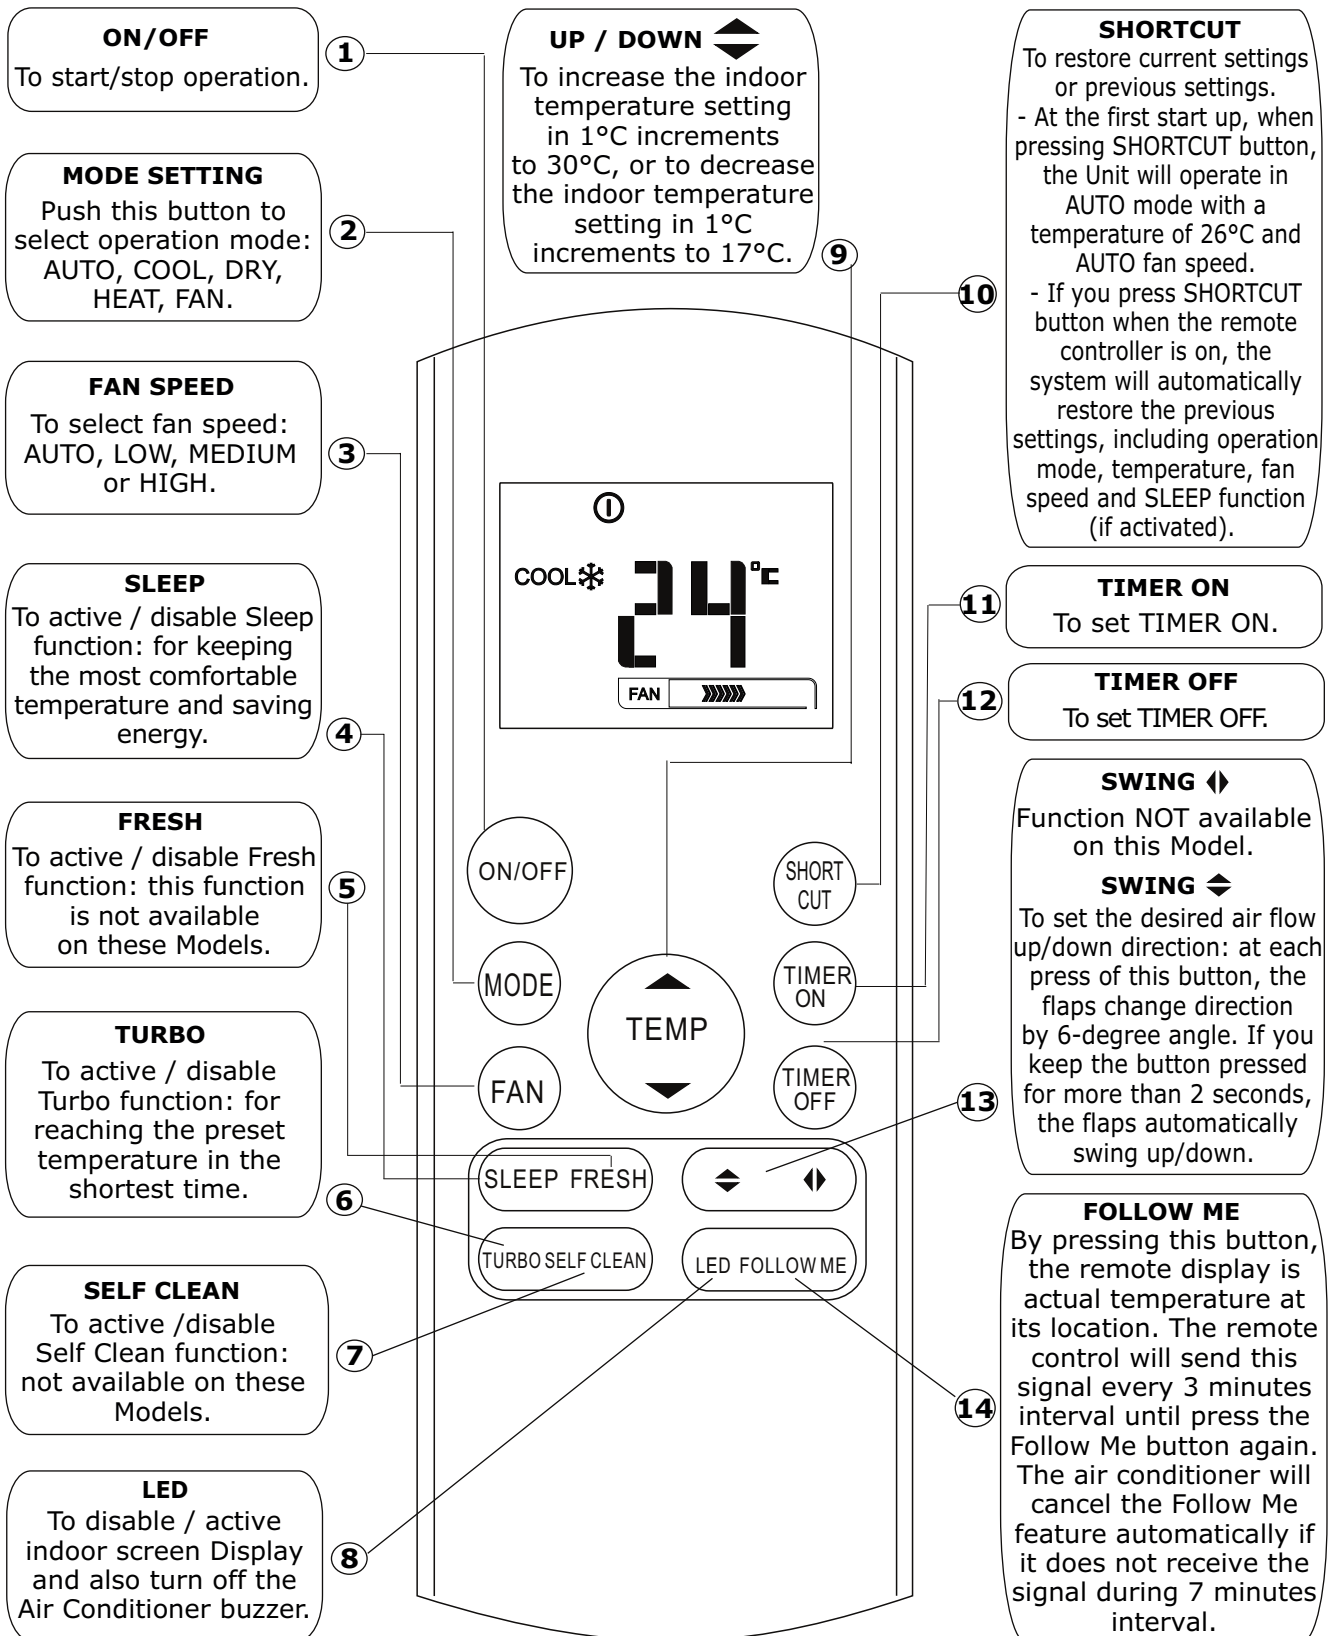 ON/OFF
To start/stop operation.
1
MODE SETTING
Push this button to
select operation mode:
AUTO, COOL, DRY,
HEAT, FAN.
2
FAN SPEED
To select fan speed:
AUTO, LOW, MEDIUM
or HIGH.
3
SLEEP
To active / disable Sleep
function: for keeping
the most comfortable
temperature and saving
energy.
4
FRESH
To active / disable Fresh
function: this function
is not available
on these Models.
5
TURBO
To active / disable
Turbo function: for
reaching the preset
temperature in the
shortest time.
6
SELF CLEAN
To active /disable
Self Clean function:
not available on these
Models.
7
LED
To disable / active
indoor screen Display
and also turn off the
Air Conditioner buzzer.
8
UP / DOWN
To increase the indoor
temperature setting
in 1°C increments
to 30°C, or to decrease
the indoor temperature
setting in 1°C
increments to 17°C.
9
COOL 24°C
FAN
ON/OFF
SHORT
CUT
MODE
TEMP
TIMER
ON
FAN
TIMER
OFF
SLEEP FRESH
TURBO SELF CLEAN
LED FOLLOW ME
SHORTCUT
To restore current settings
or previous settings.
- At the first start up, when
pressing SHORTCUT button,
the Unit will operate in
AUTO mode with a
temperature of 26°C and
AUTO fan speed.
- If you press SHORTCUT
button when the remote
controller is on, the
system will automatically
restore the previous
settings, including operation
mode, temperature, fan
speed and SLEEP function
(if activated).
10
TIMER ON
To set TIMER ON.
11
TIMER OFF
To set TIMER OFF.
12
SWING
Function NOT available
on this Model.
SWING
To set the desired air flow
up/down direction: at each
press of this button, the
flaps change direction
by 6-degree angle. If you
keep the button pressed
for more than 2 seconds,
the flaps automatically
swing up/down.
13
FOLLOW ME
By pressing this button,
the remote display is
actual temperature at
its location. The remote
control will send this
signal every 3 minutes
interval until press the
Follow Me button again.
The air conditioner will
cancel the Follow Me
feature automatically if
it does not receive the
signal during 7 minutes
interval.
14